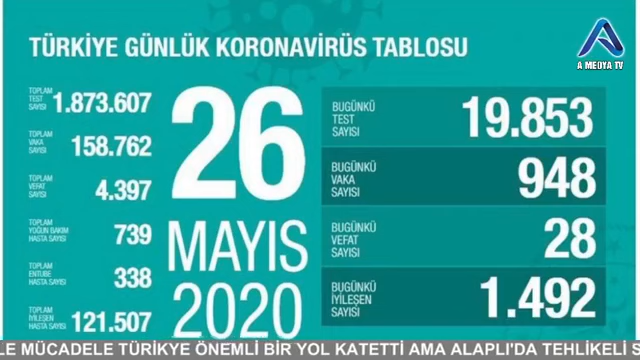 TÜRKİYE GÜNLÜK KORONAVİRÜS TABLOSU
A MEDYA TV
TOPLAM
TEST
SAYISI
1.873.607
TOPLAM
VAKA
SAYISI
158.762
TOPLAM
VEFAT
SAYISI
4.397
TOPLAM
YOĞUN BAKIM
HASTA SAYISI
739
TOPLAM
ENTUBE
HASTA SAYISI
338
TOPLAM
İYİLEŞEN
HASTA SAYISI
121.507
26
MAYIS
2020
BUGÜNKÜ
TEST
SAYISI
19.853
BUGÜNKÜ
VAKA
SAYISI
948
BUGÜNKÜ
VEFAT
SAYISI
28
BUGÜNKÜ
İYİLEŞEN
SAYISI
1.492
LE MÜCADELE TÜRİKYE ÖNEMLİ BİR YOL KATETTİ AMA ALAPLI'DA TEHLİKELİ S